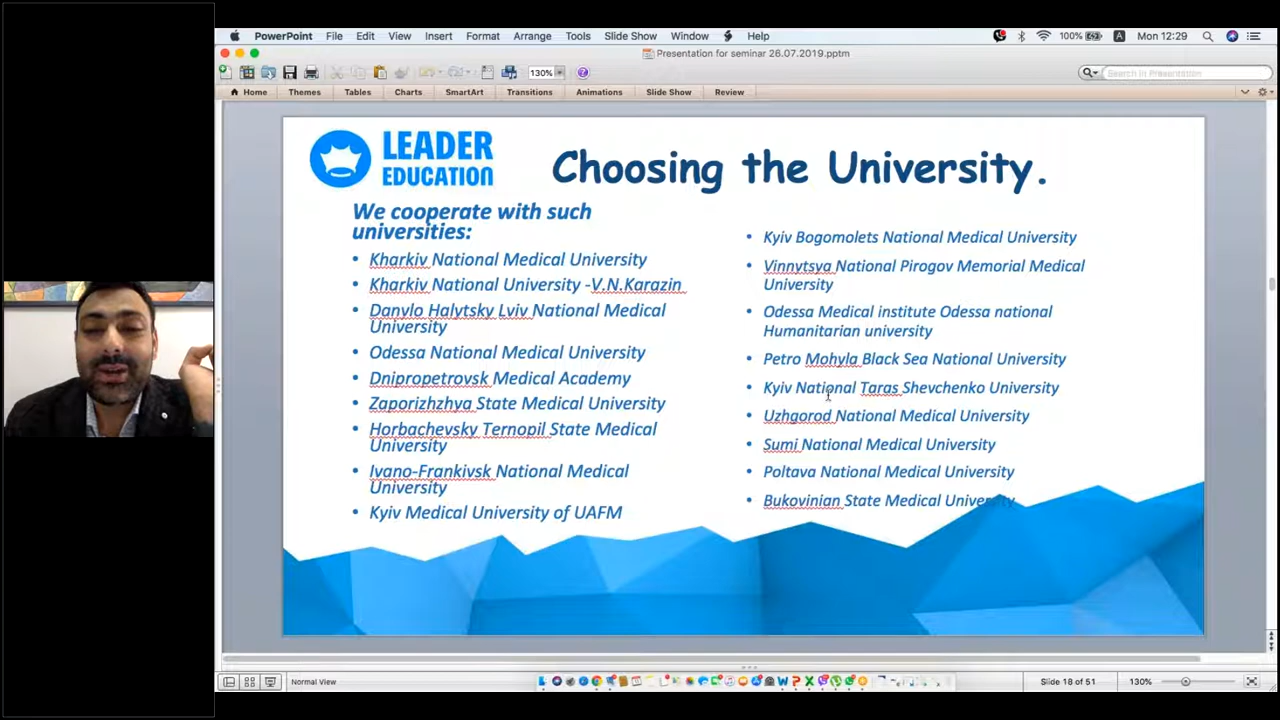 PowerPoint File Edit View Insert Format Arrange Tools Slide Show Window Help 100% A Mon 12:29
Presentation for seminar 26.07.2019.pptm
130% Search in Presentation
Home Themes Tables Charts SmartArt Transitions Animations Slide Show Review
LEADER
EDUCATION
Choosing the University.
We cooperate with such
universities:
• Kharkiv National Medical University
• Kharkiv National University -V.N.Karazin
• Danylo Halytsky Lviv National Medical
University
• Odessa National Medical University
• Dnipropetrovsk Medical Academy
• Zaporizhzhya State Medical University
• Horbachevsky Ternopil State Medical
University
• Ivano-Frankivsk National Medical
University
• Kyiv Medical University of UAFM
• Kyiv Bogomolets National Medical University
• Vinnytsya National Pirogov Memorial Medical
University
• Odessa Medical institute Odessa national
Humanitarian university
• Petro Mohyla Black Sea National University
• Kyiv National Taras Shevchenko University
• Uzhgorod National Medical University
• Sumi National Medical University
• Poltava National Medical University
• Bukovinian State Medical University
Normal View Slide 18 of 51 130%